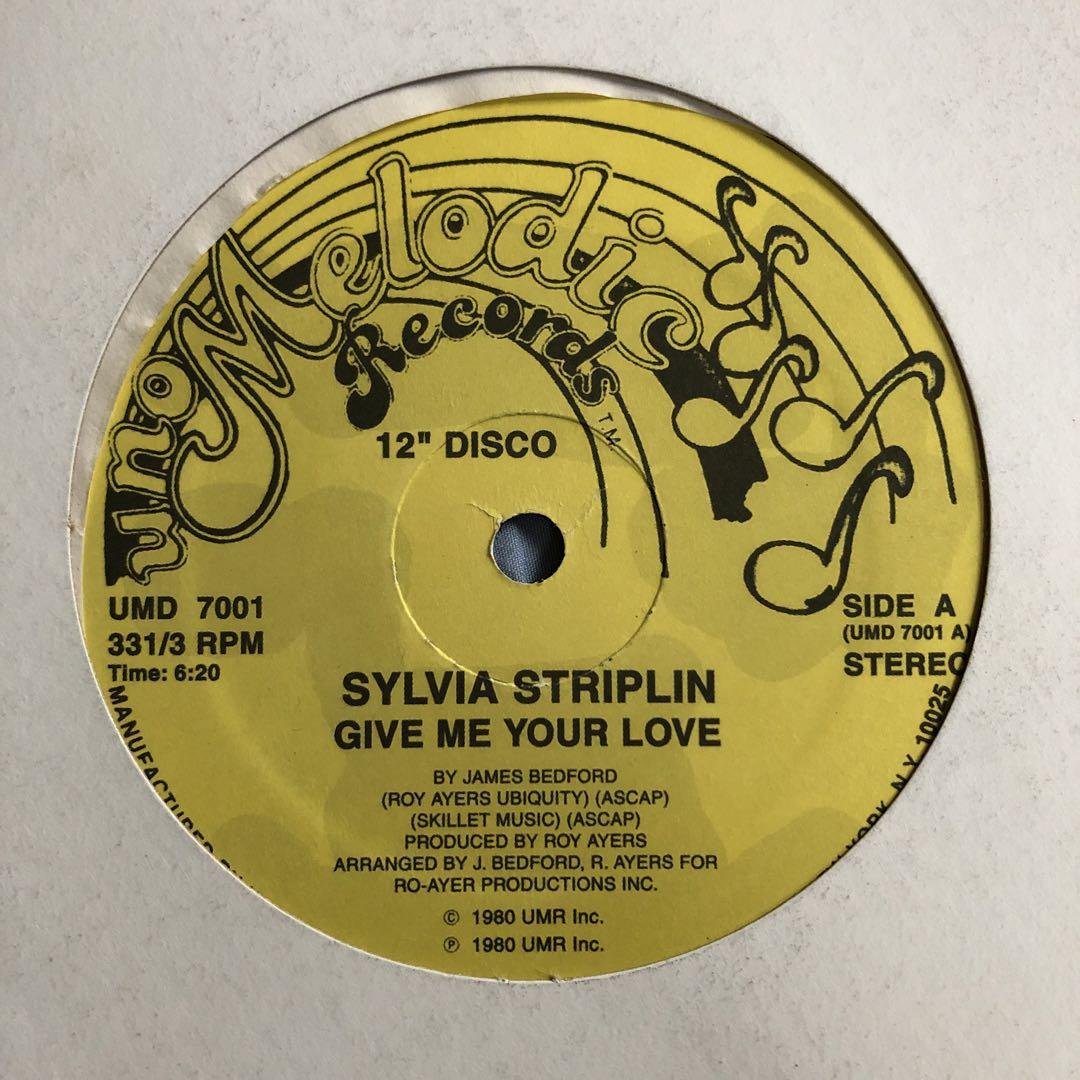 uno Melodic
Records
T.M.
12" DISCO
UMD 7001
331/3 RPM
Time: 6:20
SIDE A
(UMD 7001 A)
STEREO
SYLVIA STRIPLIN
GIVE ME YOUR LOVE
BY JAMES BEDFORD
(ROY AYERS UBIQUITY) (ASCAP)
(SKILLET MUSIC) (ASCAP)
PRODUCED BY ROY AYERS
ARRANGED BY J. BEDFORD, R. AYERS FOR
RO-AYER PRODUCTIONS INC.
© 1980 UMR Inc.
℗ 1980 UMR Inc.
MANUFACTURED
YORK, N.Y. 10025